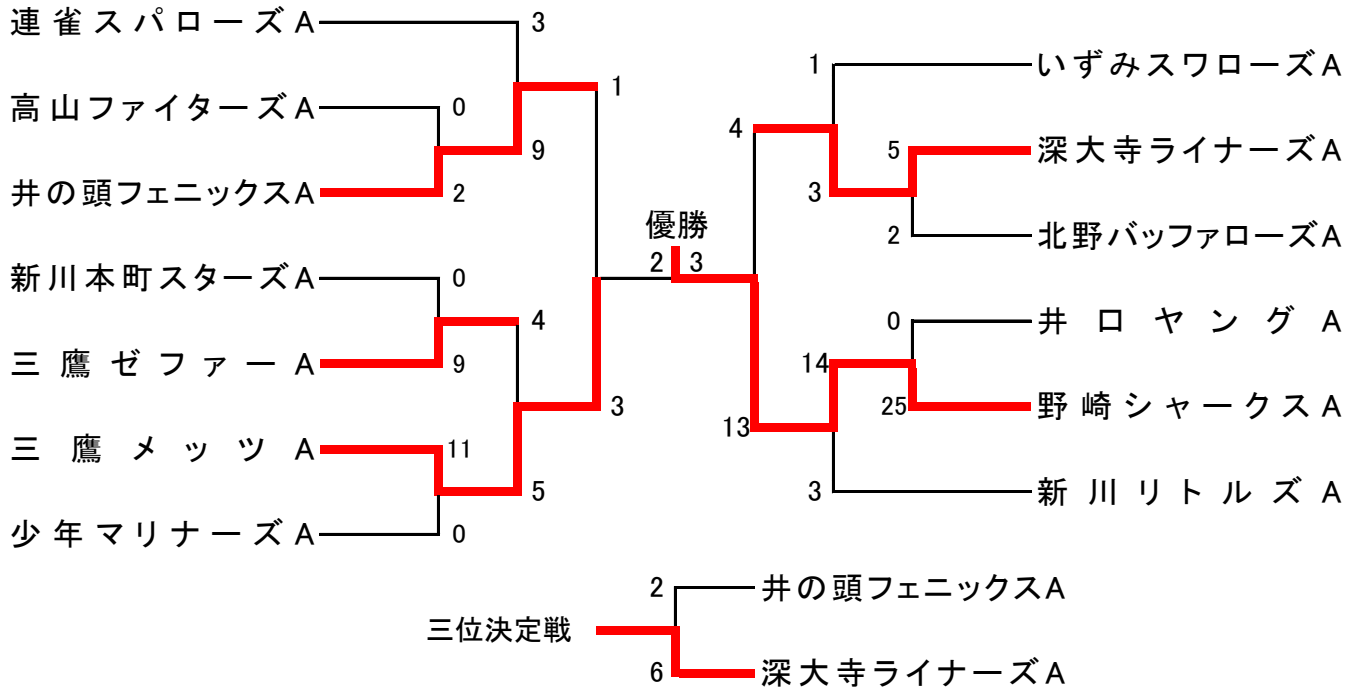 連雀スパローズA
3
高山ファイターズA
0
1
9
井の頭フェニックスA
2
新川本町スターズA
0
4
三鷹ゼファーA
9
3
三鷹メッツA
11
5
少年マリナーズA
0
優勝
2 3
1
いずみスワローズA
4
5
深大寺ライナーズA
3
2
北野バッファローズA
0
井口ヤングA
14
25
野崎シャークスA
13
3
新川リトルズA
2
井の頭フェニックスA
三位決定戦
6
深大寺ライナーズA